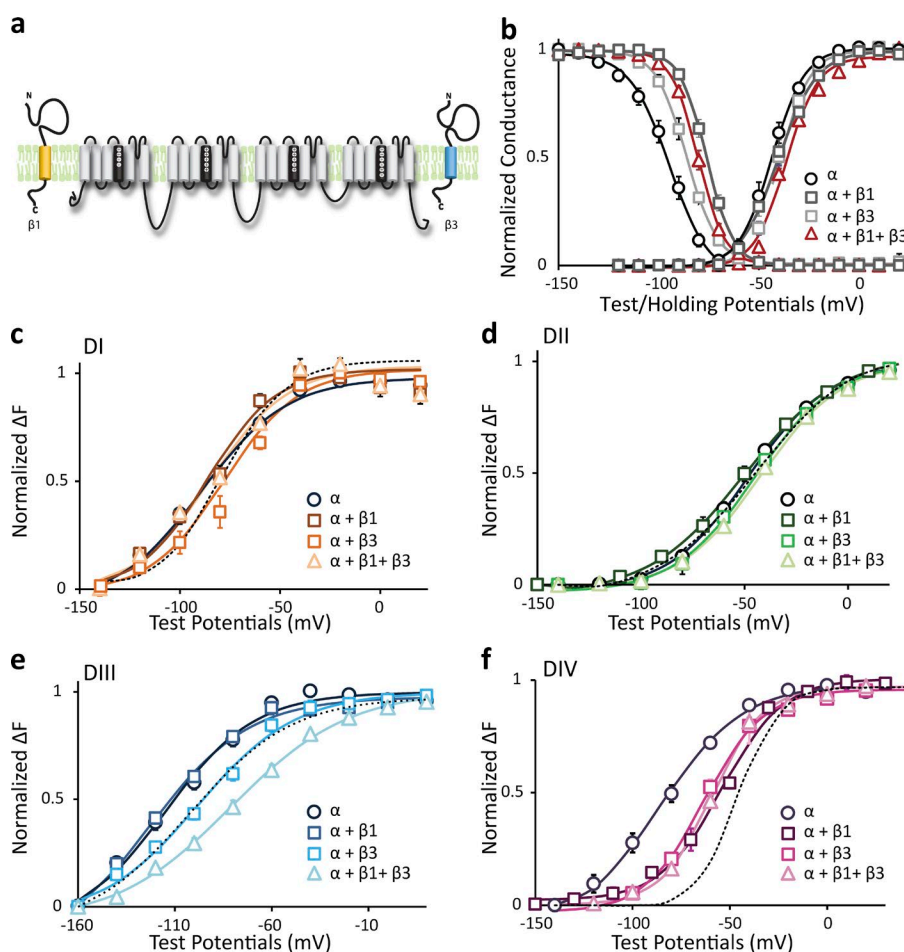 a
N
C
β1
N
C
β3
b
Normalized Conductance
1
0.5
0
-150
-100
-50
0
Test/Holding Potentials (mV)
α
α + β1
α + β3
α + β1+ β3
c
DI
Normalized ΔF
1
0.5
0
-150
-100
-50
0
Test Potentials (mV)
α
α + β1
α + β3
α + β1+ β3
d
DII
Normalized ΔF
1
0.5
0
-150
-100
-50
0
Test Potentials (mV)
α
α + β1
α + β3
α + β1+ β3
e
DIII
Normalized ΔF
1
0.5
0
-160
-110
-60
-10
Test Potentials (mV)
α
α + β1
α + β3
α + β1+ β3
f
DIV
Normalized ΔF
1
0.5
0
-150
-100
-50
0
Test Potentials (mV)
α
α + β1
α + β3
α + β1+ β3